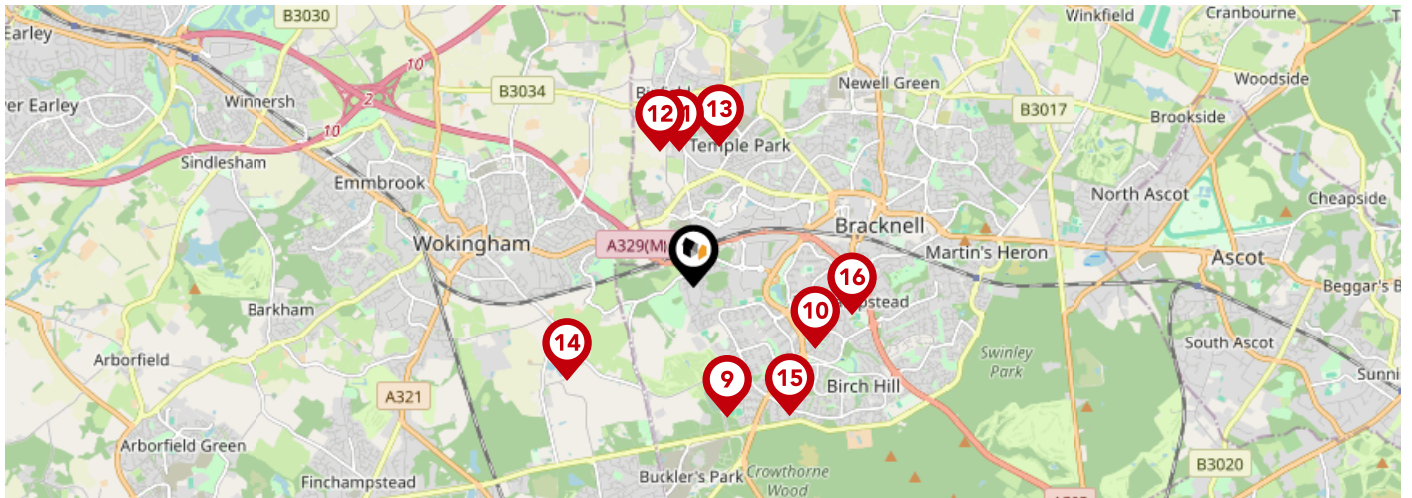 B3030
Winkfield
Cranbourne
Earley
10
Woodside
Newell Green
B3034
2
Winnersh
er Earley
B3017
12
13
Brookside
10
Temple Park
Sindlesham
Emmbrook
North Ascot
Cheapside
Bracknell
Wokingham
A329(M)
Martin's Heron
Ascot
16
Beggar's B
Barkham
10
14
South Ascot
Swinley
Park
Arborfield
9
15
Birch Hill
Sunni
A321
Arborfield Green
B3020
Buckler's Park
Crowthorne
Wood
Finchampstead